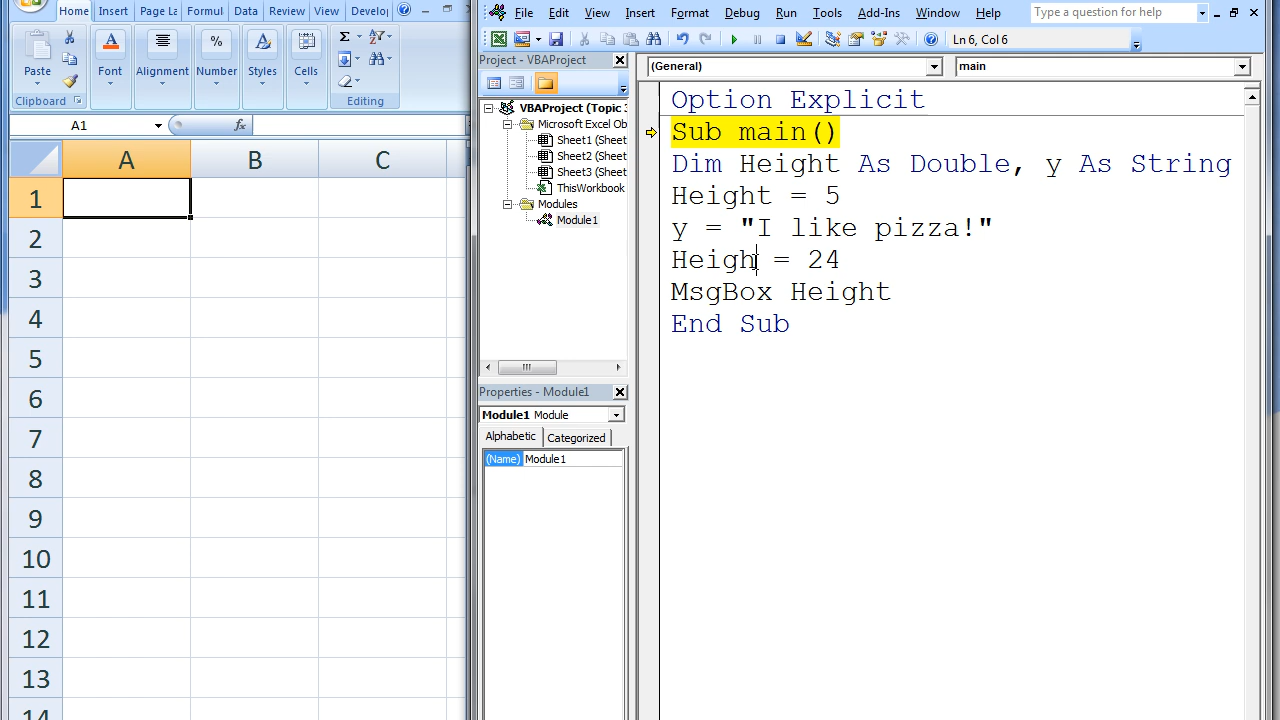 Home Insert Page La Formul Data Review View Develo
Paste
Font
Alignment
Number
Styles
Cells
Clipboard
Editing
A1
fx
A B C
1
2
3
4
5
6
7
8
9
10
11
12
13
14
File Edit View Insert Format Debug Run Tools Add-Ins Window Help
Type a question for help
Ln 6, Col 6
Project - VBAProject
VBAProject (Topic 3
Microsoft Excel Ob
Sheet1 (Sheet
Sheet2 (Sheet
Sheet3 (Sheet
ThisWorkbook
Modules
Module1
Properties - Module1
Module1 Module
Alphabetic Categorized
(Name) Module1
(General)
main
Option Explicit
Sub main()
Dim Height As Double, y As String
Height = 5
y = "I like pizza!"
Heigh = 24
MsgBox Height
End Sub